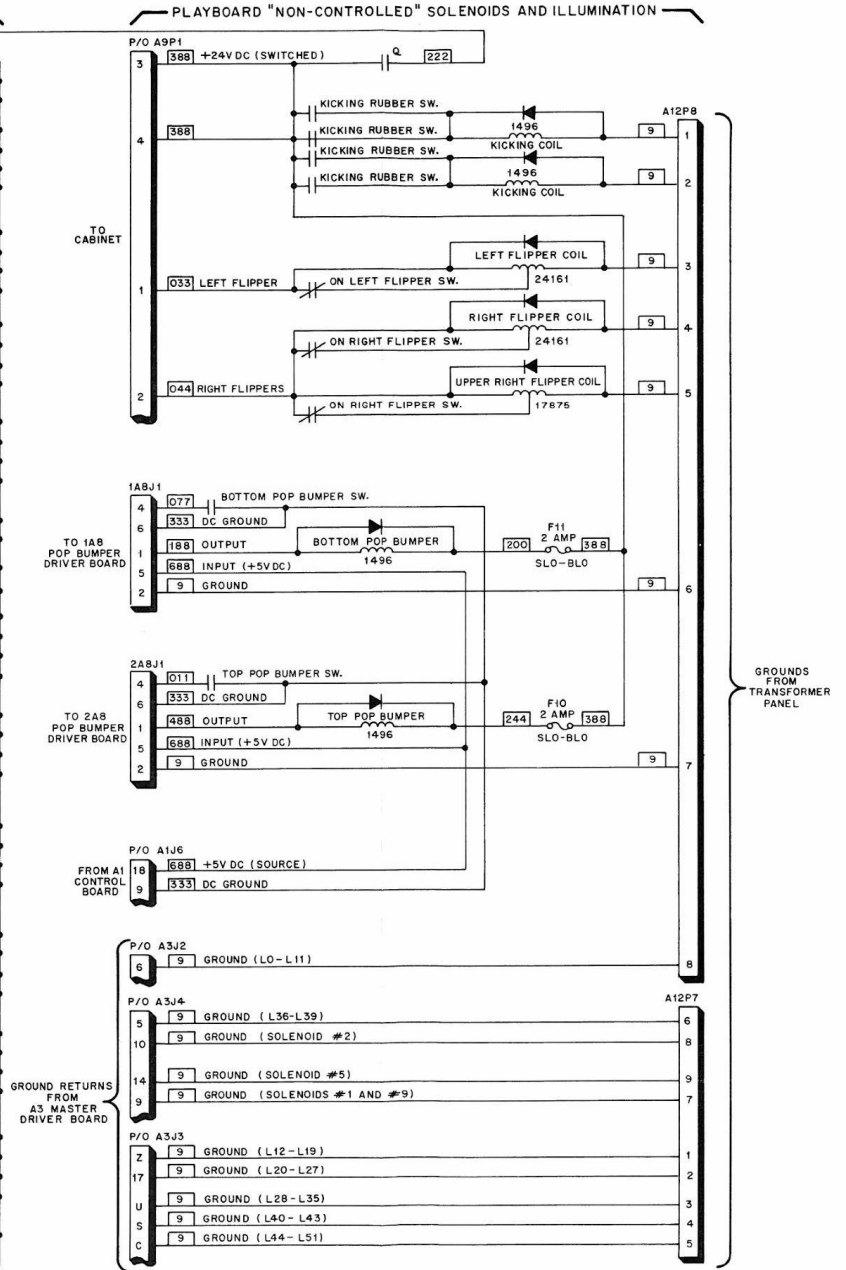 PLAYBOARD "NON-CONTROLLED" SOLENOIDS AND ILLUMINATION
P/O A9P1
3 388 +24V DC (SWITCHED) Q 222
KICKING RUBBER SW.
A12P8
4 388 KICKING RUBBER SW. 1496 9 1
KICKING COIL
KICKING RUBBER SW.
KICKING RUBBER SW. 1496 9 2
KICKING COIL
TO
CABINET
LEFT FLIPPER COIL 9 3
1 033 LEFT FLIPPER ON LEFT FLIPPER SW. 24161
RIGHT FLIPPER COIL 9 4
ON RIGHT FLIPPER SW. 24161
2 044 RIGHT FLIPPERS UPPER RIGHT FLIPPER COIL 9 5
ON RIGHT FLIPPER SW. 17875
1A8J1
4 077 BOTTOM POP BUMPER SW.
6 333 DC GROUND
TO 1A8
POP BUMPER
DRIVER BOARD
1 188 OUTPUT BOTTOM POP BUMPER 1496 200 F11 2 AMP 388
SLO-BLO
5 688 INPUT (+5VDC)
2 9 GROUND 9 6
2A8J1
4 011 TOP POP BUMPER SW.
6 333 DC GROUND
TO 2A8
POP BUMPER
DRIVER BOARD
1 488 OUTPUT TOP POP BUMPER 1496 244 F10 2 AMP 388
SLO-BLO
5 688 INPUT (+5V DC)
2 9 GROUND 9 7
GROUNDS
FROM
TRANSFORMER
PANEL
P/O A1J6
FROM A1
CONTROL
BOARD
18 688 +5V DC (SOURCE)
9 333 DC GROUND
P/O A3J2
6 9 GROUND (L0-L11) 8
P/O A3J4 A12P7
5 9 GROUND (L36-L39) 6
10 9 GROUND (SOLENOID #2) 8
14 9 GROUND (SOLENOID #5) 9
9 9 GROUND (SOLENOIDS #1 AND #9) 7
GROUND RETURNS
FROM
A3 MASTER
DRIVER BOARD
P/O A3J3
Z 9 GROUND (L12-L19) 1
17 9 GROUND (L20-L27) 2
U 9 GROUND (L28-L35) 3
S 9 GROUND (L40-L43) 4
C 9 GROUND (L44-L51) 5